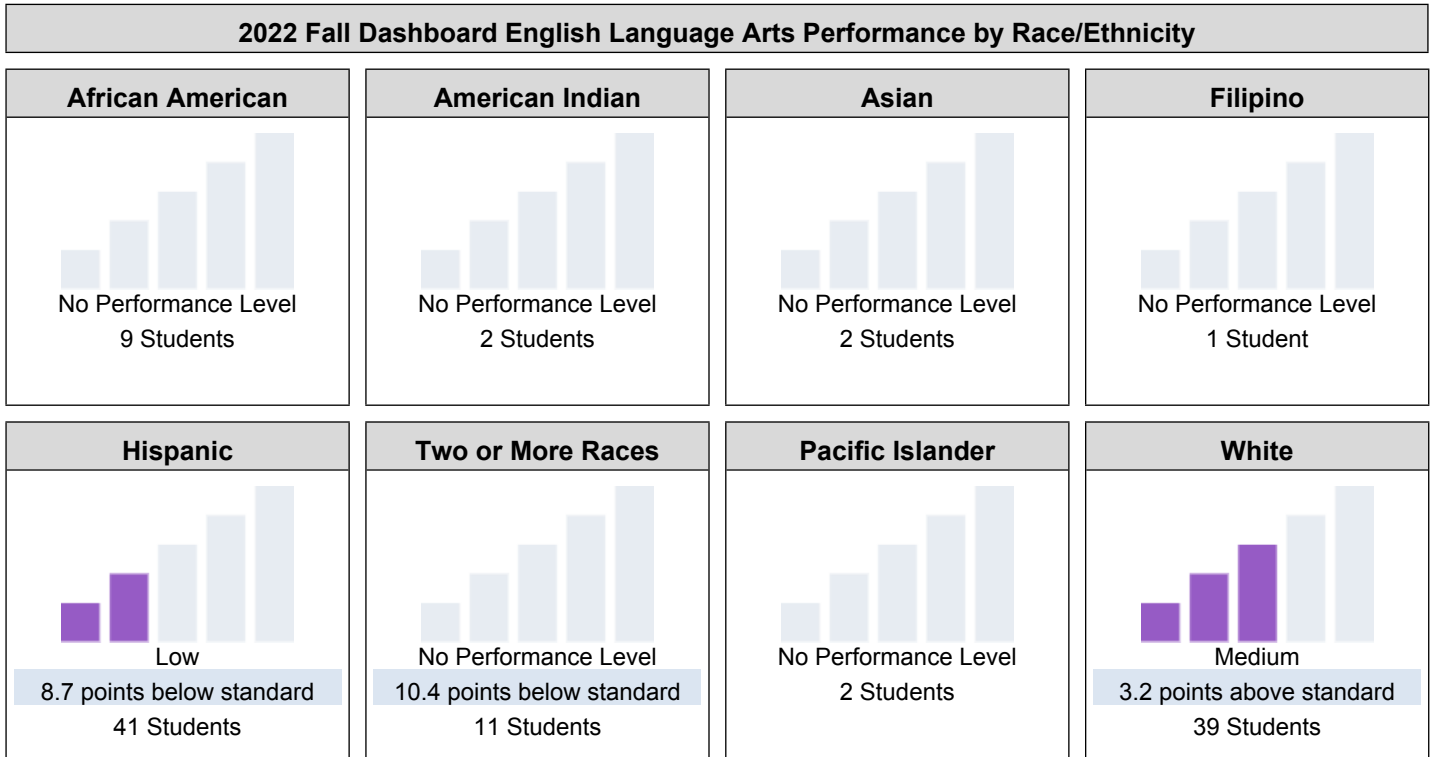 2022 Fall Dashboard English Language Arts Performance by Race/Ethnicity
African American
No Performance Level
9 Students
American Indian
No Performance Level
2 Students
Asian
No Performance Level
2 Students
Filipino
No Performance Level
1 Student
Hispanic
Low
8.7 points below standard
41 Students
Two or More Races
No Performance Level
10.4 points below standard
11 Students
Pacific Islander
No Performance Level
2 Students
White
Medium
3.2 points above standard
39 Students